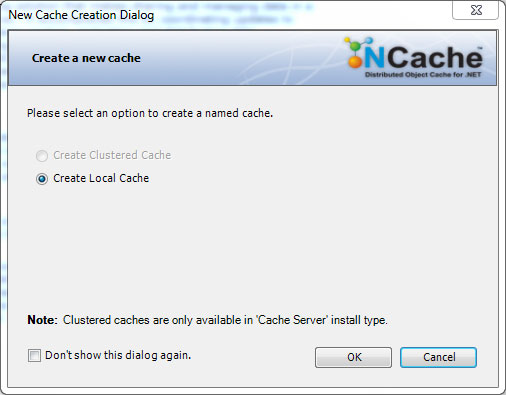 New Cache Creation Dialog
Create a new cache
NCache™
Distributed Object Cache for .NET
Please select an option to create a named cache.
Create Clustered Cache
Create Local Cache
Note: Clustered caches are only available in 'Cache Server' install type.
Don't show this dialog again.
OK
Cancel